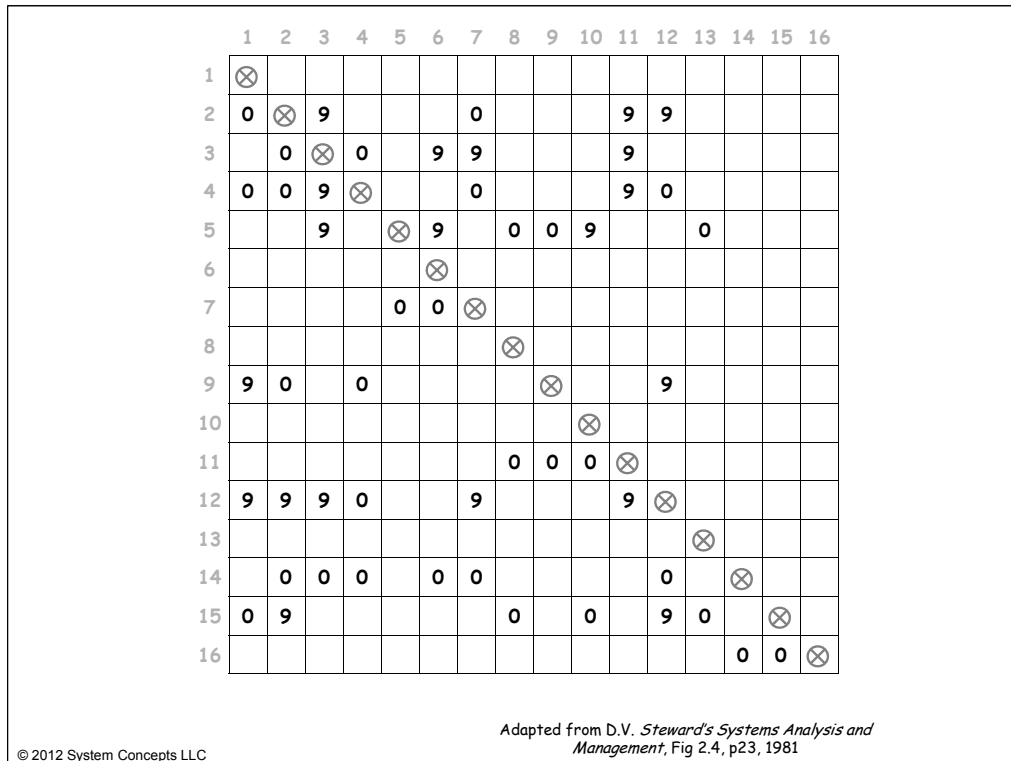 1 2 3 4 5 6 7 8 9 10 11 12 13 14 15 16
1
2 0 9 0 9 9
3 0 0 9 9 9
4 0 0 9 0 9 0
5 9 9 0 0 9 0
6
7 0 0
8
9 9 0 0 9
10
11 0 0 0
12 9 9 9 0 9 9
13
14 0 0 0 0 0 0
15 0 9 0 0 9 0
16 0 0
Adapted from D.V. Steward's Systems Analysis and
Management, Fig 2.4, p23, 1981
© 2012 System Concepts LLC